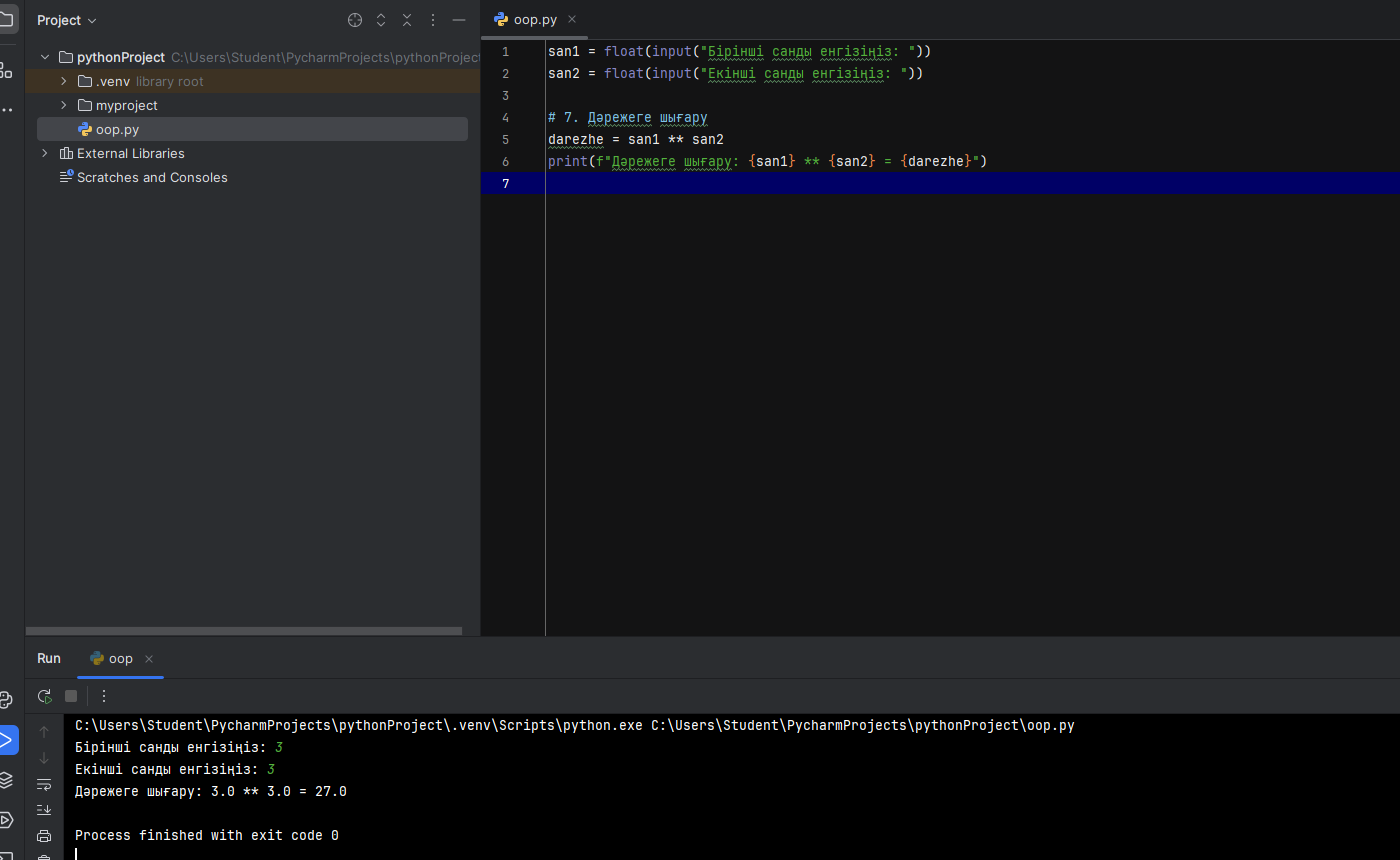 Project
pythonProject C:\Users\Student\PycharmProjects\pythonProject
.venv library root
myproject
oop.py
External Libraries
Scratches and Consoles
oop.py
1 san1 = float(input("Бірінші санды енгізіңіз: "))
2 san2 = float(input("Екінші санды енгізіңіз: "))
3
4 # 7. Дәрежеге шығару
5 darezhe = san1 ** san2
6 print(f"Дәрежеге шығару: {san1} ** {san2} = {darezhe}")
7
Run oop
C:\Users\Student\PycharmProjects\pythonProject\.venv\Scripts\python.exe C:\Users\Student\PycharmProjects\pythonProject\oop.py
Бірінші санды енгізіңіз: 3
Екінші санды енгізіңіз: 3
Дәрежеге шығару: 3.0 ** 3.0 = 27.0
Process finished with exit code 0